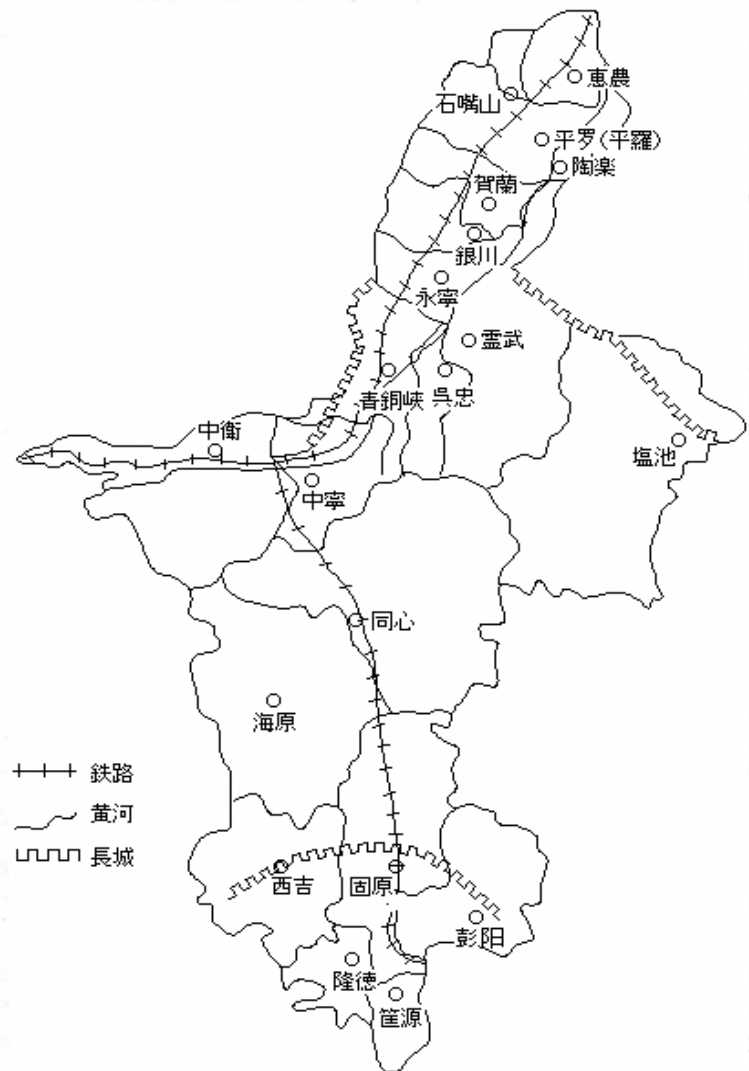 恵農
石嘴山
平罗(平羅)
陶楽
賀蘭
銀川
永寧
霊武
青銅峡
呉忠
中衛
塩池
中寧
同心
海原
鉄路
黄河
長城
西吉
固原
彭阳
隆徳
筐源